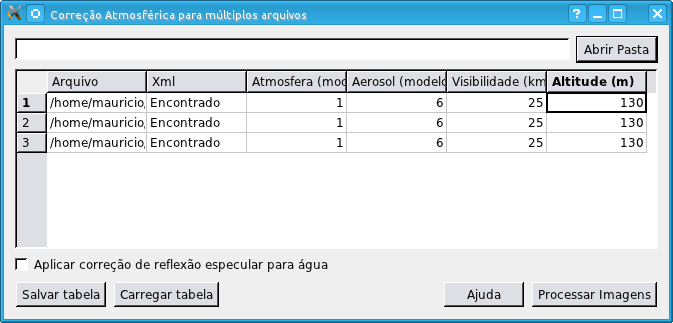 Correção Atmosférica para múltiplos arquivos
Abrir Pasta
Arquivo Xml Atmosfera (mod Aerosol (modelo Visibilidade (km Altitude (m)
1 /home/mauricio, Encontrado 1 6 25 130
2 /home/mauricio, Encontrado 1 6 25 130
3 /home/mauricio, Encontrado 1 6 25 130
Aplicar correção de reflexão especular para água
Salvar tabela Carregar tabela Ajuda Processar Imagens